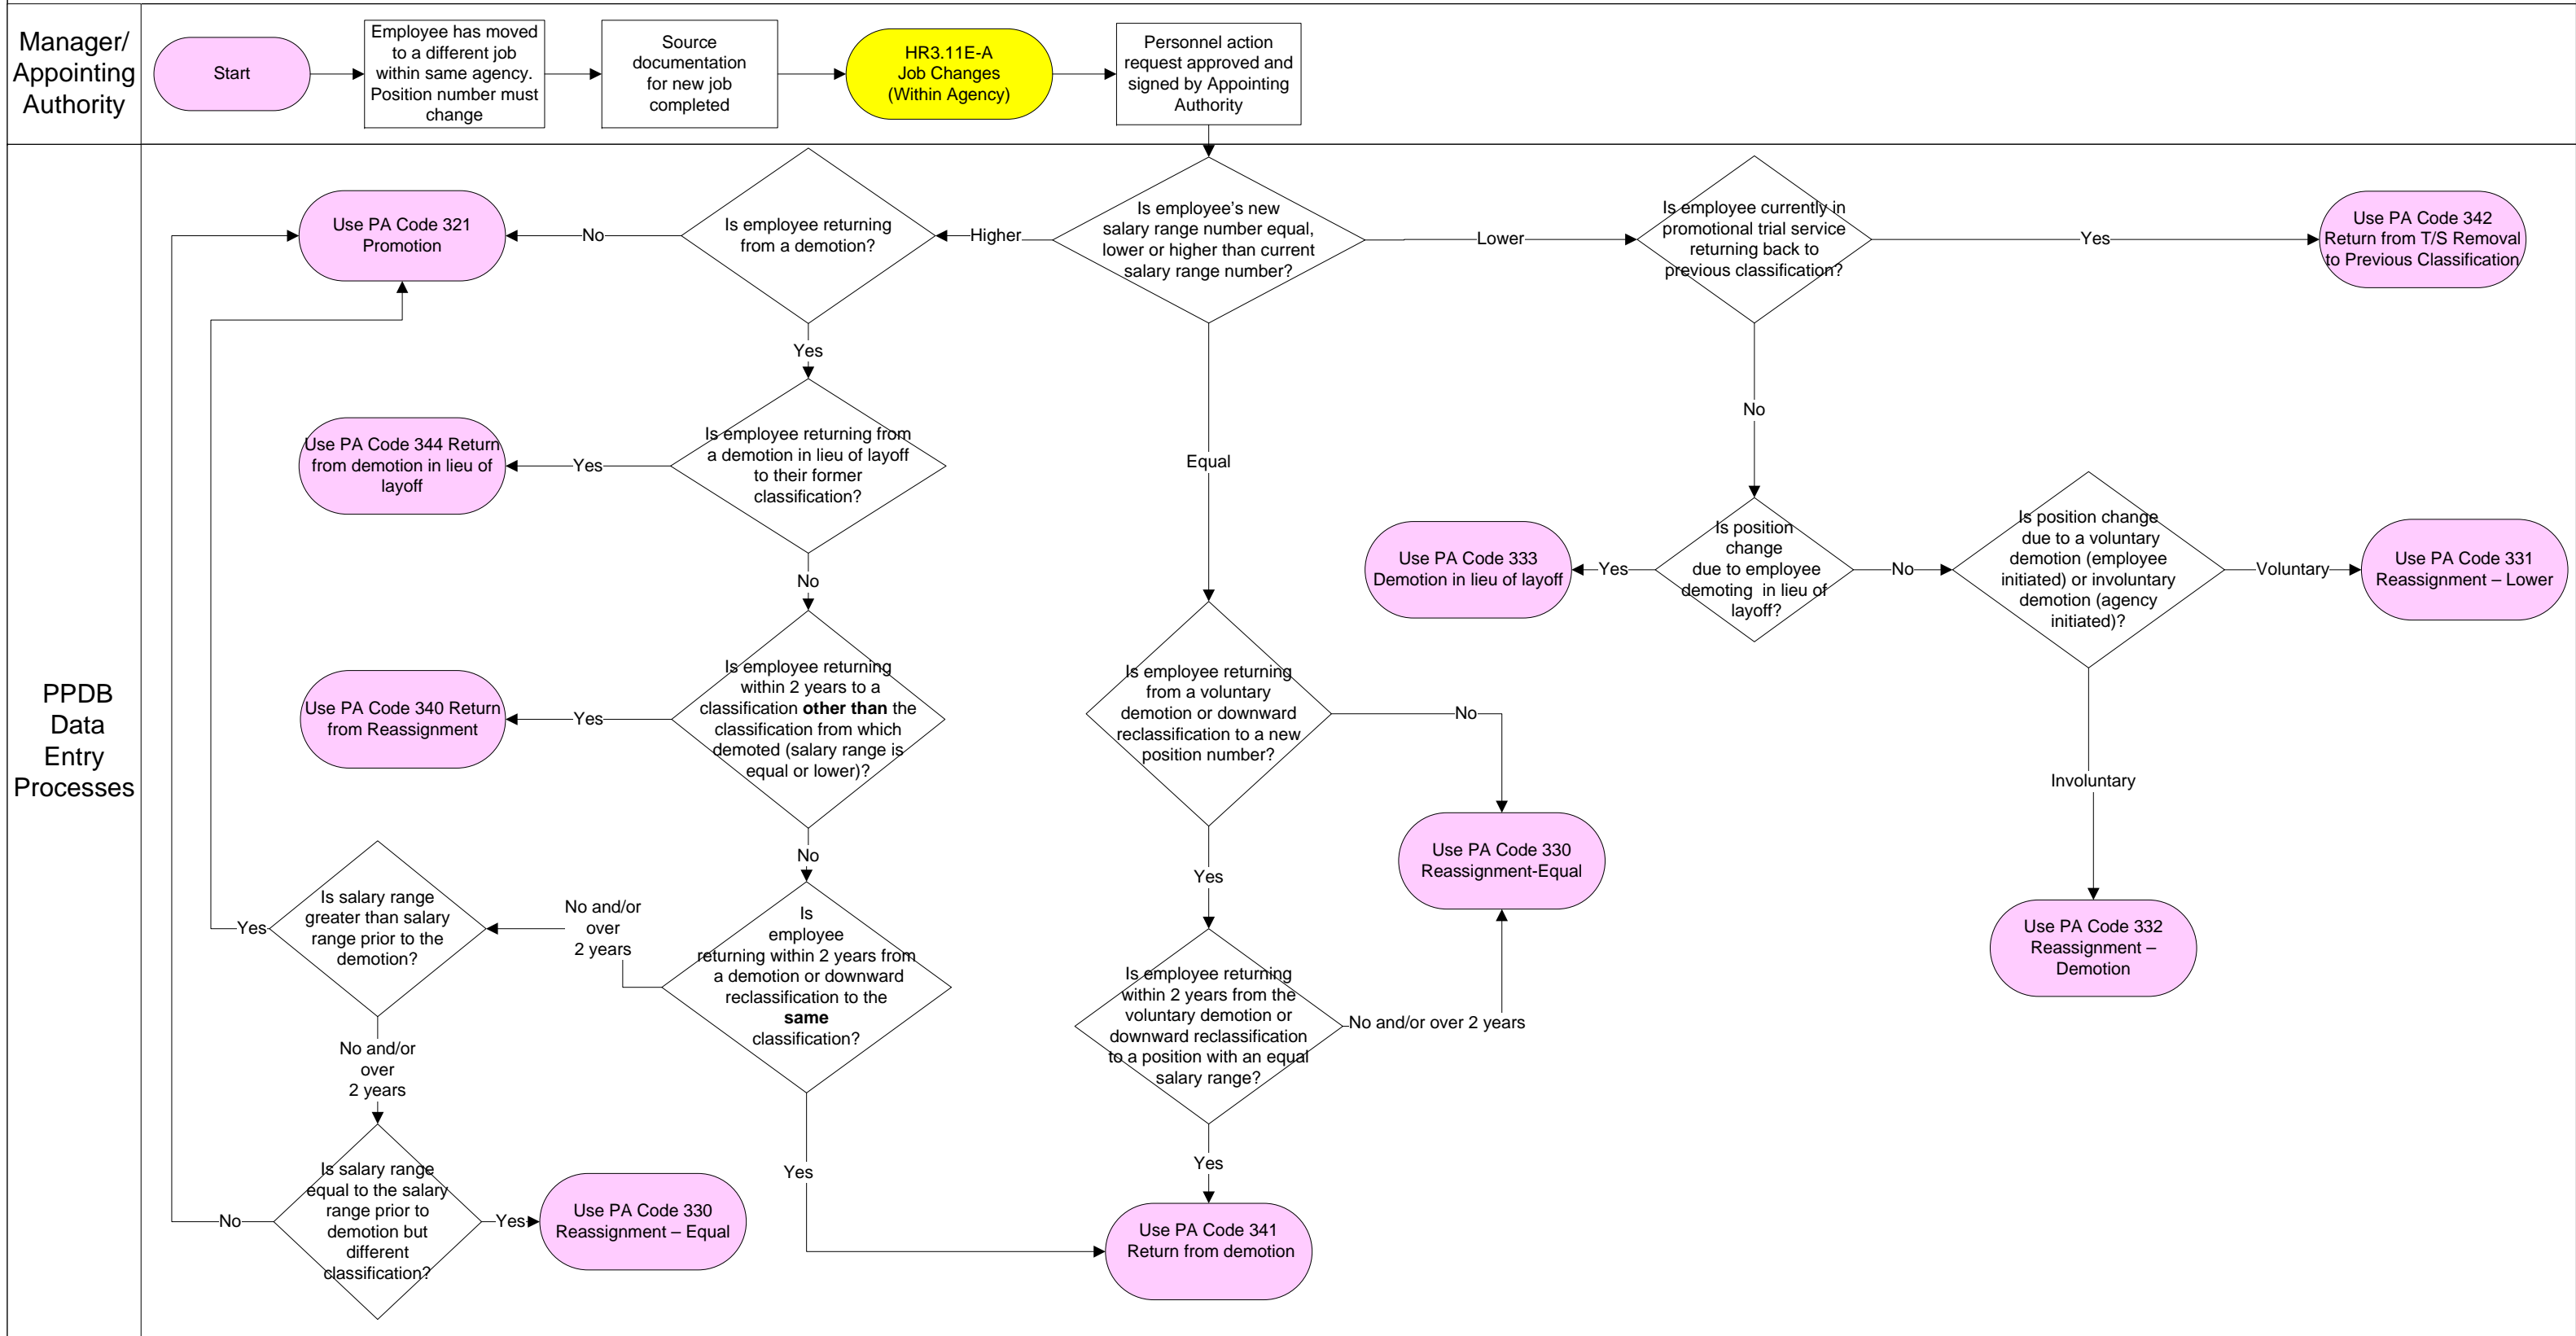 Manager/
Appointing
Authority
Start
Employee has moved
to a different job
within same agency.
Position number must
change
Source
documentation
for new job
completed
HR3.11E-A
Job Changes
(Within Agency)
Personnel action
request approved and
signed by Appointing
Authority
PPDB
Data
Entry
Processes
Use PA Code 321
Promotion
No
Is employee returning
from a demotion?
Higher
Is employee’s new
salary range number equal,
lower or higher than current
salary range number?
Lower
Is employee currently in
promotional trial service
returning back to
previous classification?
Yes
Use PA Code 342
Return from T/S Removal
to Previous Classification
Yes
Use PA Code 344 Return
from demotion in lieu of
layoff
Yes
Is employee returning from
a demotion in lieu of layoff
to their former
classification?
Equal
No
Use PA Code 333
Demotion in lieu of layoff
Yes
Is position
change
due to employee
demoting in lieu of
layoff?
No
Is position change
due to a voluntary
demotion (employee
initiated) or involuntary
demotion (agency
initiated)?
Voluntary
Use PA Code 331
Reassignment – Lower
No
Use PA Code 340 Return
from Reassignment
Yes
Is employee returning
within 2 years to a
classification other than the
classification from which
demoted (salary range is
equal or lower)?
Is employee returning
from a voluntary
demotion or downward
reclassification to a new
position number?
No
Involuntary
Use PA Code 330
Reassignment-Equal
Use PA Code 332
Reassignment –
Demotion
No
Yes
Yes
Is salary range
greater than salary
range prior to the
demotion?
No and/or
over
2 years
Is
employee
returning within 2 years from
a demotion or downward
reclassification to the
same
classification?
Is employee returning
within 2 years from the
voluntary demotion or
downward reclassification
to a position with an equal
salary range?
No and/or over 2 years
No and/or
over
2 years
Yes
Yes
No
Is salary range
equal to the salary
range prior to
demotion but
different
classification?
Yes
Use PA Code 330
Reassignment – Equal
Use PA Code 341
Return from demotion